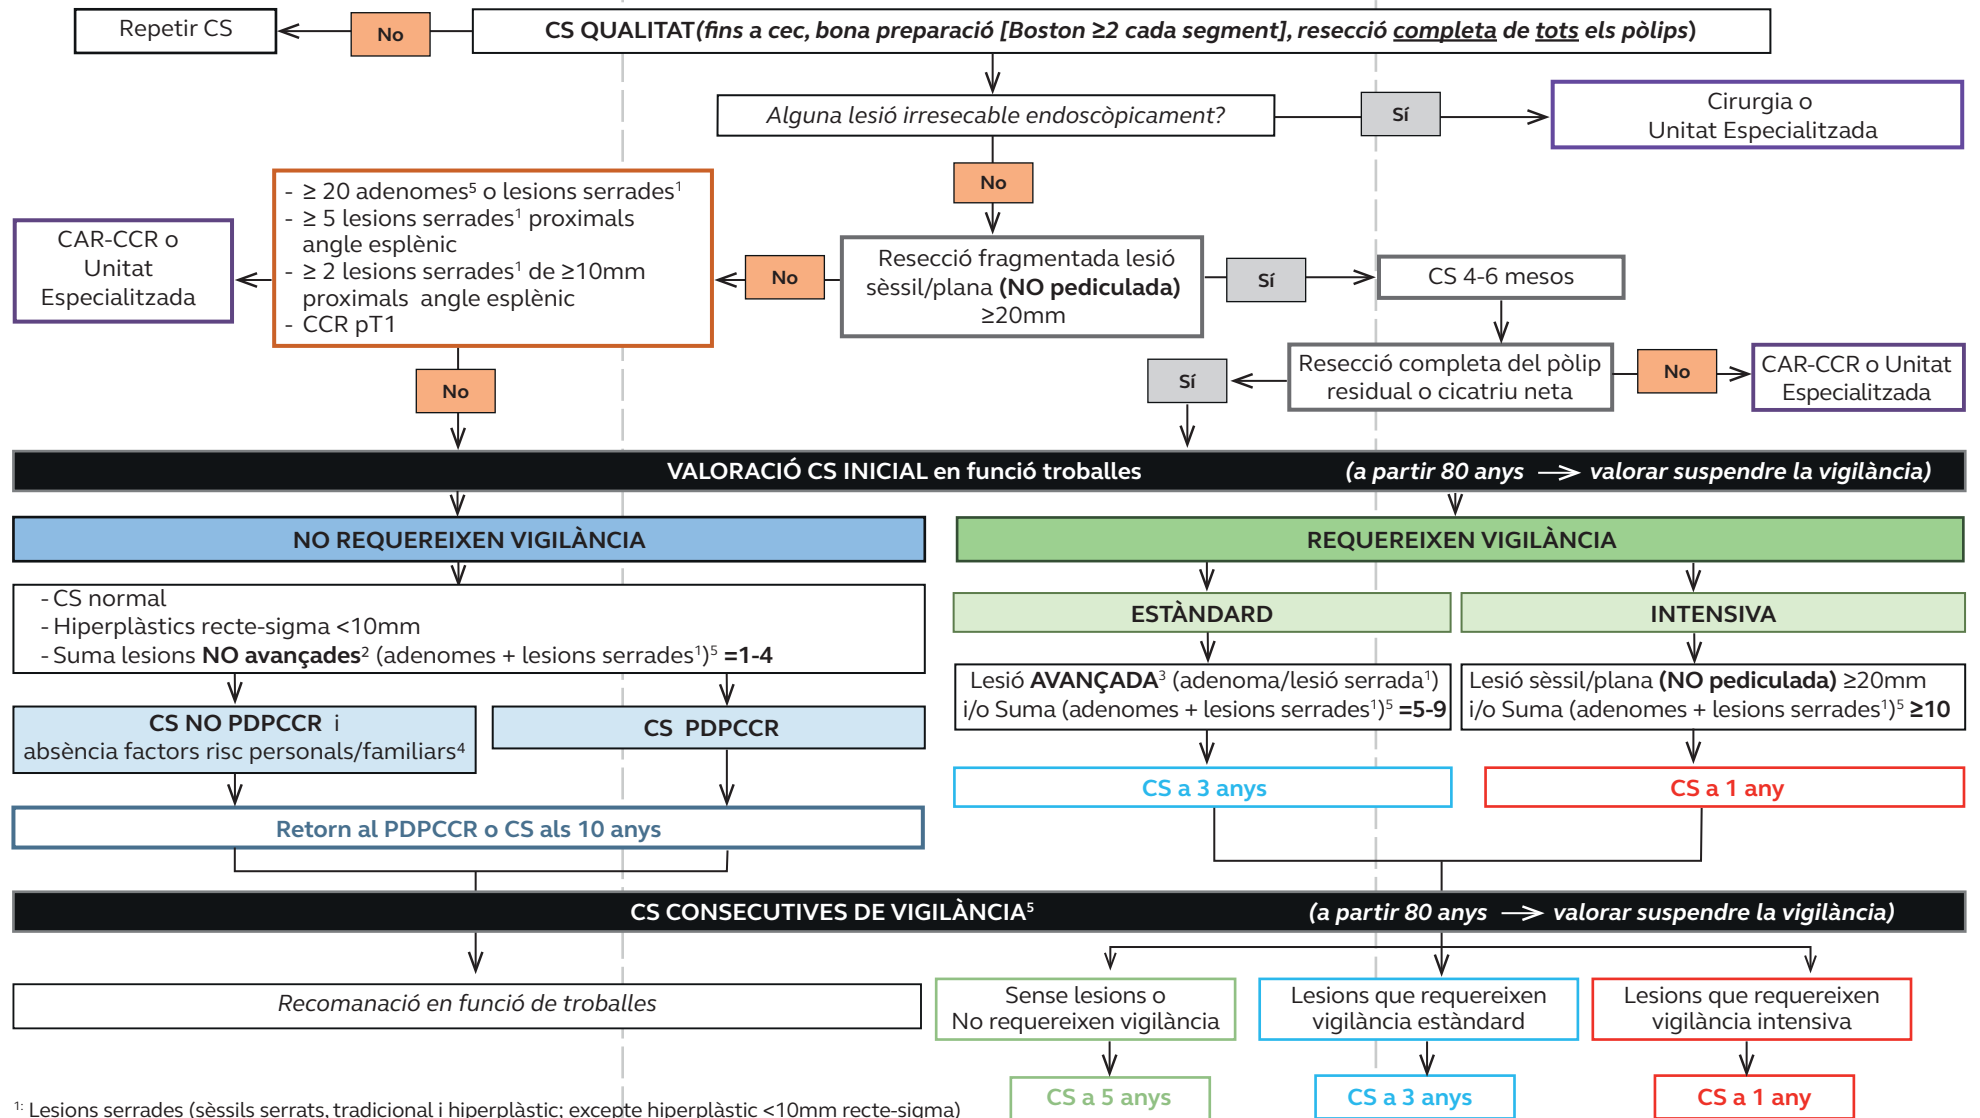 Repetir CS
No
CS QUALITAT(fins a cec, bona preparació [Boston ≥2 cada segment], resecció completa de tots els pòlips)
Alguna lesió irresecable endoscòpicament?
Sí
Cirurgia o
Unitat Especialitzada
No
CAR-CCR o
Unitat
Especialitzada
- ≥ 20 adenomes⁵ o lesions serrades¹
- ≥ 5 lesions serrades¹ proximals
angle esplènic
- ≥ 2 lesions serrades¹ de ≥10mm
proximals angle esplènic
- CCR pT1
No
Resecció fragmentada lesió
sèssil/plana (NO pediculada)
≥20mm
Sí
CS 4-6 mesos
No
Sí
Resecció completa del pòlip
residual o cicatriu neta
No
CAR-CCR o Unitat
Especialitzada
VALORACIÓ CS INICIAL en funció troballes (a partir 80 anys → valorar suspendre la vigilància)
NO REQUEREIXEN VIGILÀNCIA
REQUEREIXEN VIGILÀNCIA
- CS normal
- Hiperplàstics recte-sigma <10mm
- Suma lesions NO avançades² (adenomes + lesions serrades¹)⁵ =1-4
ESTÀNDARD
INTENSIVA
Lesió AVANÇADA³ (adenoma/lesió serrada¹)
i/o Suma (adenomes + lesions serrades¹)⁵ =5-9
Lesió sèssil/plana (NO pediculada) ≥20mm
i/o Suma (adenomes + lesions serrades¹)⁵ ≥10
CS NO PDPCCR i
absència factors risc personals/familiars⁴
CS PDPCCR
CS a 3 anys
CS a 1 any
Retorn al PDPCCR o CS als 10 anys
CS CONSECUTIVES DE VIGILÀNCIA⁵ (a partir 80 anys → valorar suspendre la vigilància)
Recomanació en funció de troballes
Sense lesions o
No requereixen vigilància
Lesions que requereixen
vigilància estàndard
Lesions que requereixen
vigilància intensiva
CS a 5 anys
CS a 3 anys
CS a 1 any
¹: Lesions serrades (sèssils serrats, tradicional i hiperplàstic; excepte hiperplàstic <10mm recte-sigma)